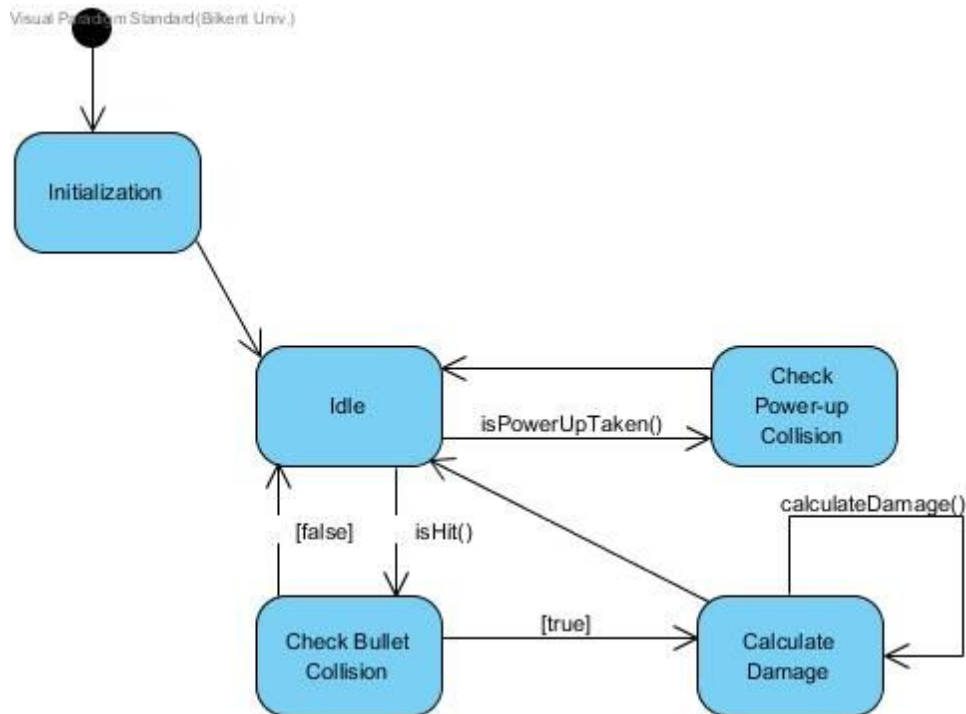 Visual Paradigm Standard(Bilkent Univ.)
Initialization
Idle
Check
Power-up
Collision
isPowerUpTaken()
calculateDamage()
[false]
isHit()
Check Bullet
Collision
[true]
Calculate
Damage